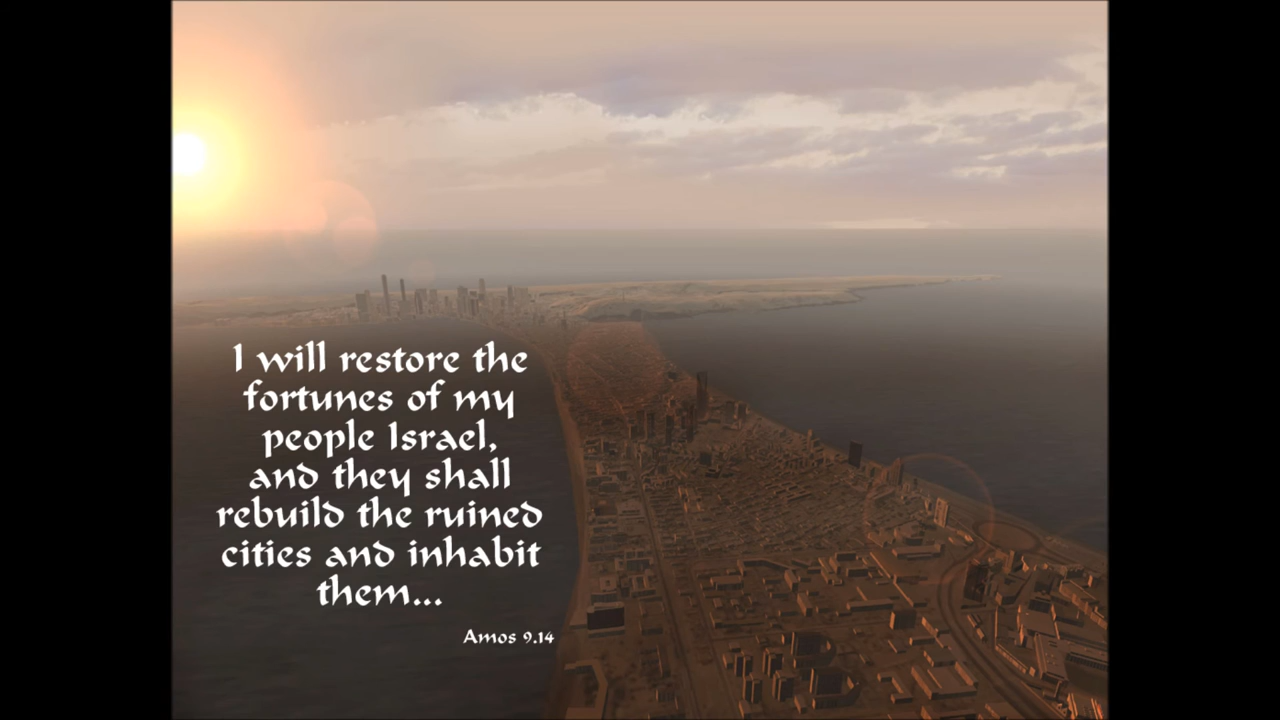 I will restore the
fortunes of my
people Israel,
and they shall
rebuild the ruined
cities and inhabit
them...
Amos 9.14